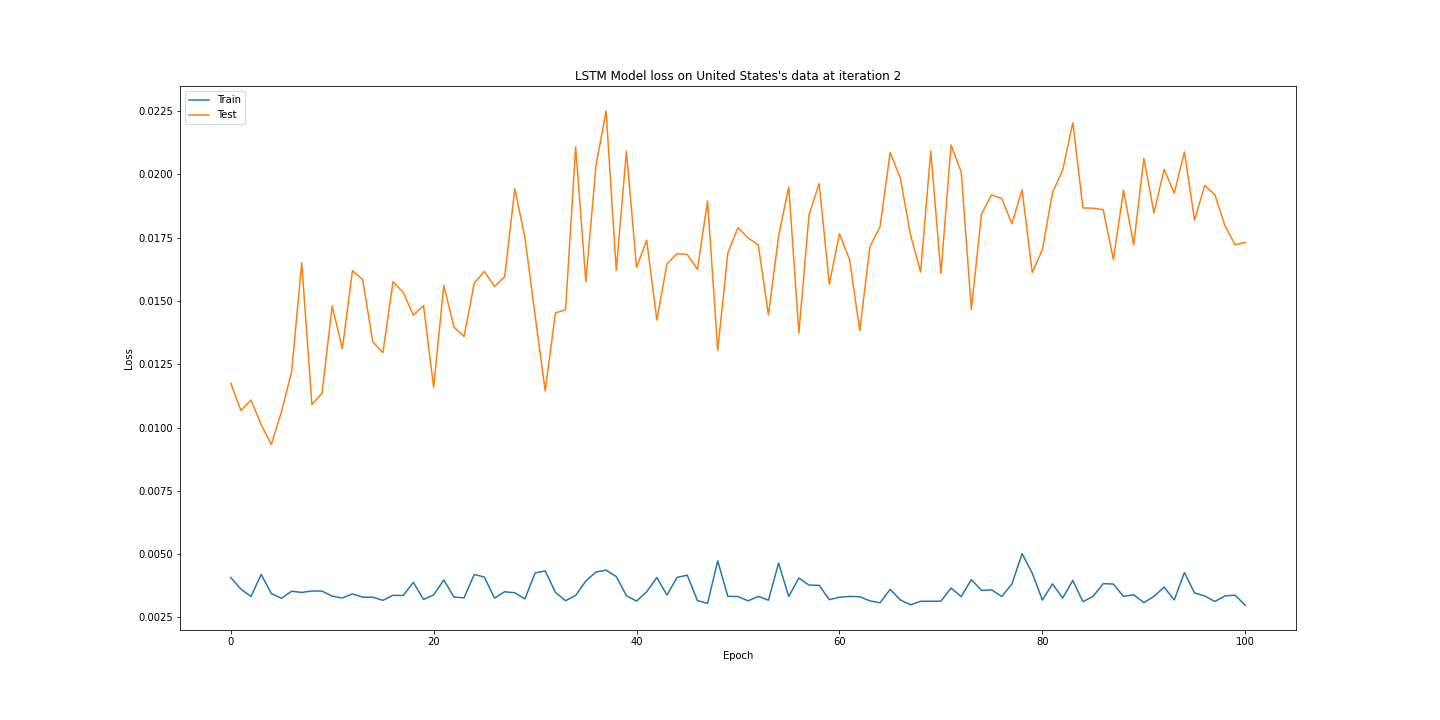 LSTM Model loss on United States's data at iteration 2
Train
Test
0.0225
0.0200
0.0175
0.0150
0.0125
0.0100
0.0075
0.0050
0.0025
Loss
0 20 40 60 80 100
Epoch